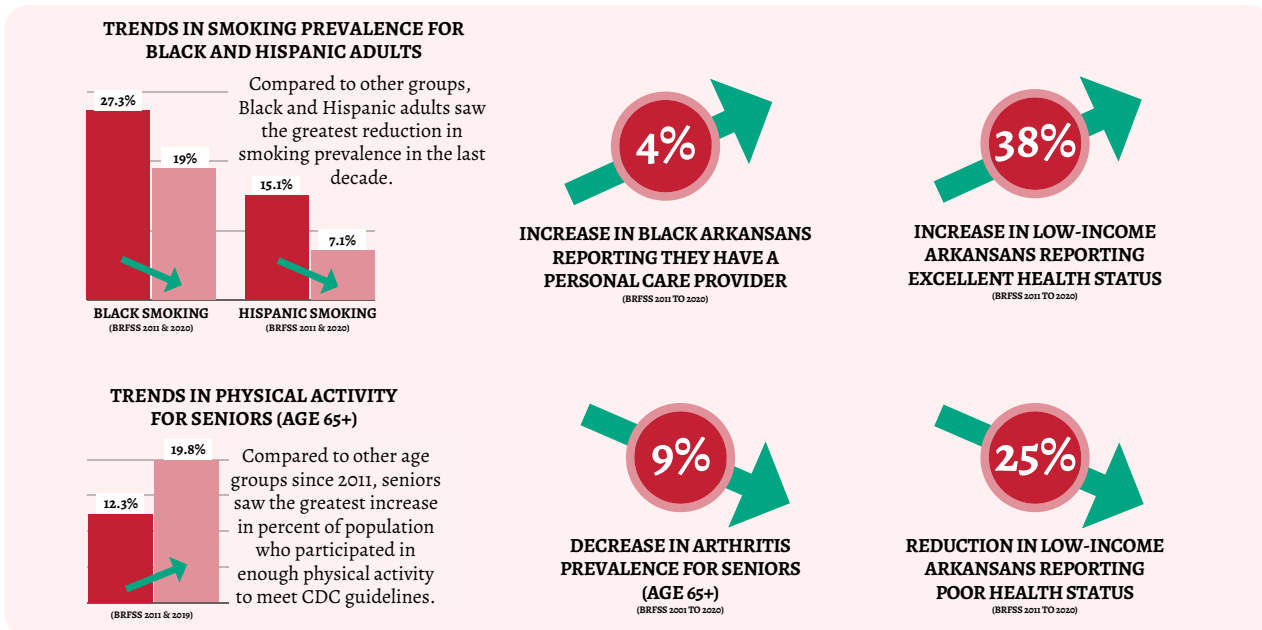 TRENDS IN SMOKING PREVALENCE FOR
BLACK AND HISPANIC ADULTS
Compared to other groups,
Black and Hispanic adults saw
the greatest reduction in
smoking prevalence in the last
decade.
27.3%
19%
15.1%
7.1%
BLACK SMOKING
(BRFSS 2011 & 2020)
HISPANIC SMOKING
(BRFSS 2011 & 2020)
4%
INCREASE IN BLACK ARKANSANS
REPORTING THEY HAVE A
PERSONAL CARE PROVIDER
(BRFSS 2011 TO 2020)
38%
INCREASE IN LOW-INCOME
ARKANSANS REPORTING
EXCELLENT HEALTH STATUS
(BRFSS 2011 TO 2020)
TRENDS IN PHYSICAL ACTIVITY
FOR SENIORS (AGE 65+)
12.3%
19.8%
Compared to other age
groups since 2011, seniors
saw the greatest increase
in percent of population
who participated in
enough physical activity
to meet CDC guidelines.
(BRFSS 2011 & 2019)
9%
DECREASE IN ARTHRITIS
PREVALENCE FOR SENIORS
(AGE 65+)
(BRFSS 2001 TO 2020)
25%
REDUCTION IN LOW-INCOME
ARKANSANS REPORTING
POOR HEALTH STATUS
(BRFSS 2011 TO 2020)